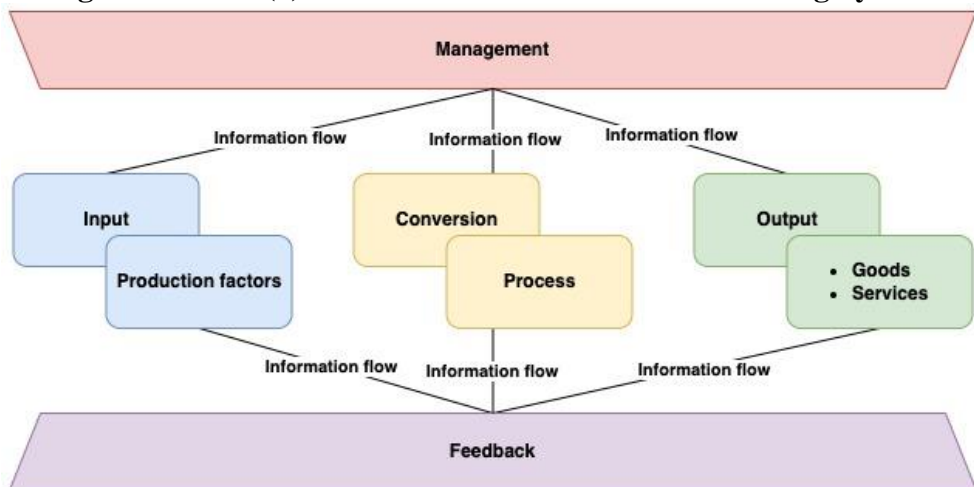 Management
Information flow
Information flow
Information flow
Input
Conversion
Output
Production factors
Process
• Goods
• Services
Information flow
Information flow
Information flow
Feedback